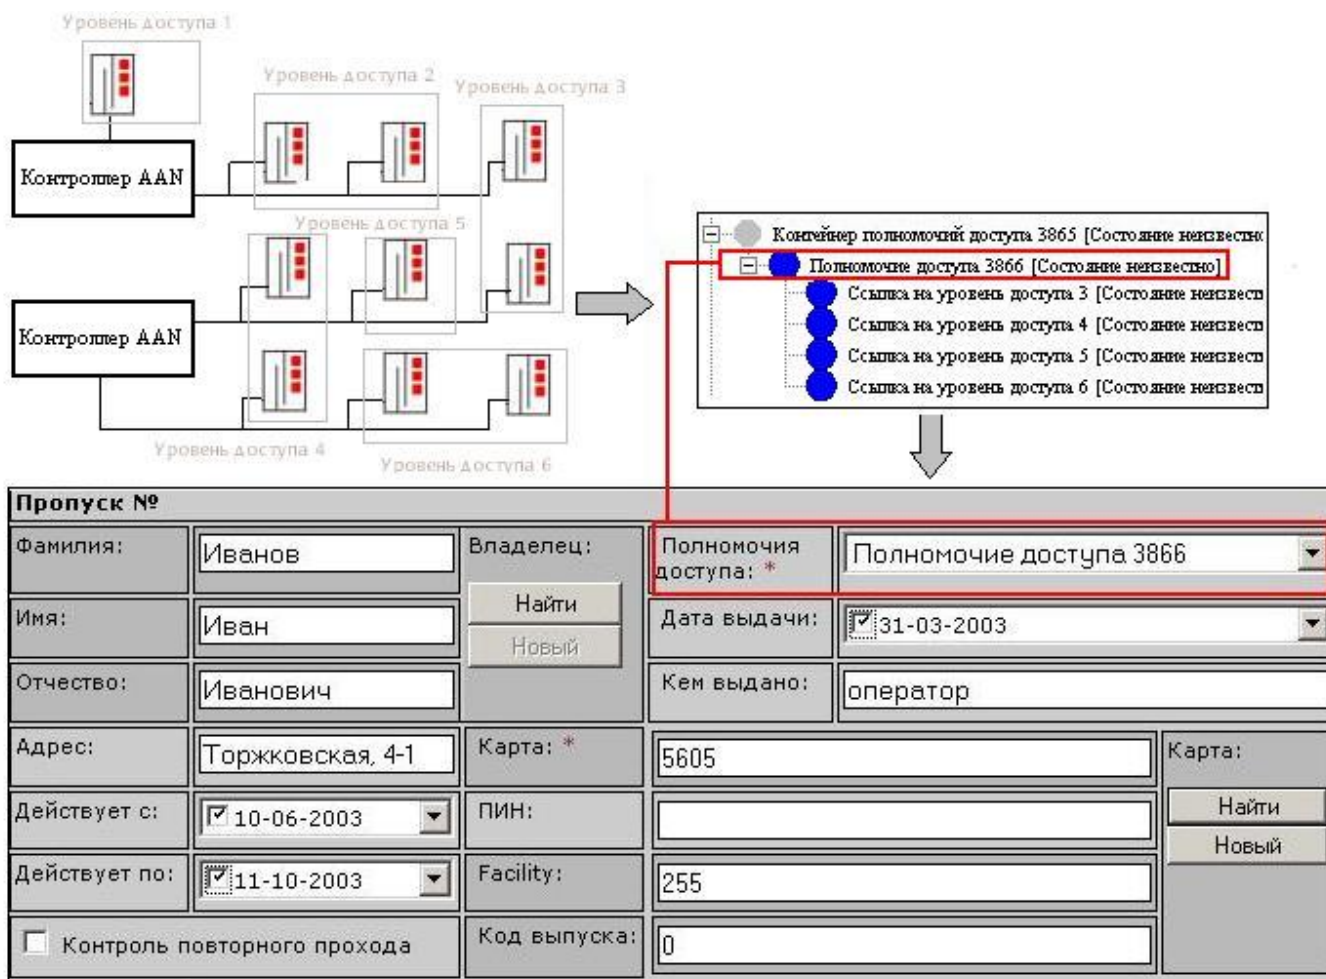 Уровень доступа 1
Уровень доступа 2
Уровень доступа 3
Контроллер AAN
Уровень доступа 5
Контроллер AAN
Уровень доступа 4
Уровень доступа 6
Контейнер полномочий доступа 3865 [Состояние неизвестно
Полномочие доступа 3866 [Состояние неизвестно]
Ссылка на уровень доступа 3 [Состояние неизвест
Ссылка на уровень доступа 4 [Состояние неизвест
Ссылка на уровень доступа 5 [Состояние неизвест
Ссылка на уровень доступа 6 [Состояние неизвест
Пропуск №
Фамилия: Иванов Владелец: Полномочия доступа: * Полномочие доступа 3866
Найти
Имя: Иван Дата выдачи: 31-03-2003
Новый
Отчество: Иванович Кем выдано: оператор
Адрес: Торжковская, 4-1 Карта: * 5605 Карта:
Действует с: 10-06-2003 ПИН: Найти
Новый
Действует по: 11-10-2003 Facility: 255
Контроль повторного прохода Код выпуска: 0